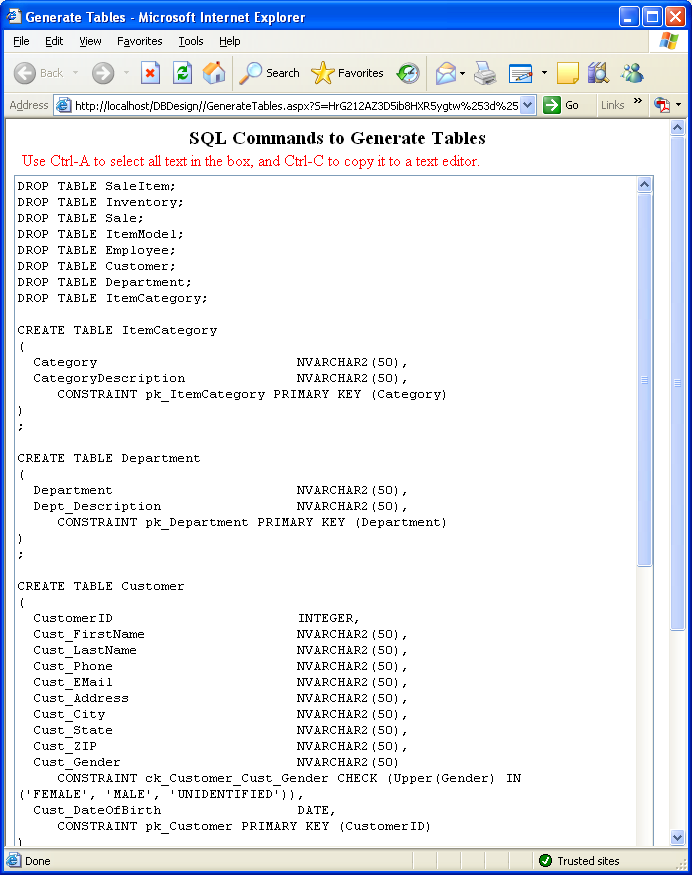 Generate Tables - Microsoft Internet Explorer
File Edit View Favorites Tools Help
Back Search Favorites
Address http://localhost/DBDesign//GenerateTables.aspx?S=HrG212AZ3D5ib8HXR5ygtw%253d%25 Go Links »
SQL Commands to Generate Tables
Use Ctrl-A to select all text in the box, and Ctrl-C to copy it to a text editor.
DROP TABLE SaleItem;
DROP TABLE Inventory;
DROP TABLE Sale;
DROP TABLE ItemModel;
DROP TABLE Employee;
DROP TABLE Customer;
DROP TABLE Department;
DROP TABLE ItemCategory;
CREATE TABLE ItemCategory
(
Category NVARCHAR2(50),
CategoryDescription NVARCHAR2(50),
CONSTRAINT pk_ItemCategory PRIMARY KEY (Category)
)
;
CREATE TABLE Department
(
Department NVARCHAR2(50),
Dept_Description NVARCHAR2(50),
CONSTRAINT pk_Department PRIMARY KEY (Department)
)
;
CREATE TABLE Customer
(
CustomerID INTEGER,
Cust_FirstName NVARCHAR2(50),
Cust_LastName NVARCHAR2(50),
Cust_Phone NVARCHAR2(50),
Cust_EMail NVARCHAR2(50),
Cust_Address NVARCHAR2(50),
Cust_City NVARCHAR2(50),
Cust_State NVARCHAR2(50),
Cust_ZIP NVARCHAR2(50),
Cust_Gender NVARCHAR2(50)
CONSTRAINT ck_Customer_Cust_Gender CHECK (Upper(Gender) IN
('FEMALE', 'MALE', 'UNIDENTIFIED')),
Cust_DateOfBirth DATE,
CONSTRAINT pk_Customer PRIMARY KEY (CustomerID)
)
Done Trusted sites